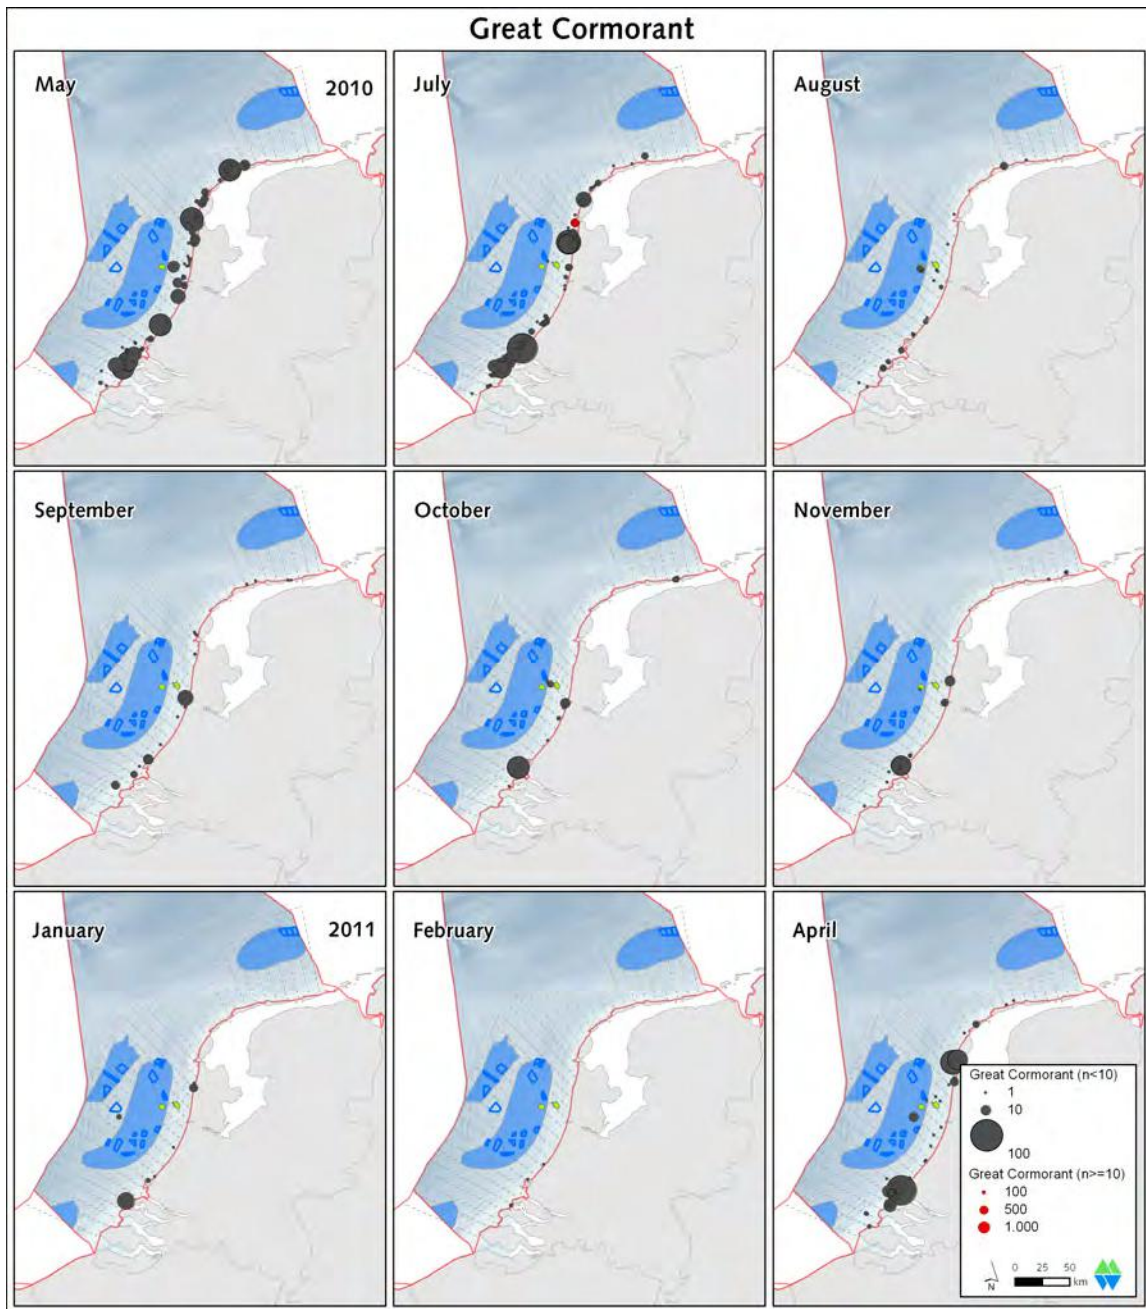 Great Cormorant
May 2010
July
August
September
October
November
January 2011
February
April
Great Cormorant (n<10)
1
10
100
Great Cormorant (n>=10)
100
500
1.000
0 25 50
km
N